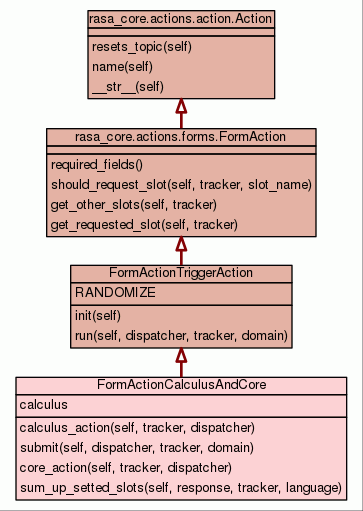 rasa_core.actions.action.Action
resets_topic(self)
name(self)
__str__(self)
rasa_core.actions.forms.FormAction
required_fields()
should_request_slot(self, tracker, slot_name)
get_other_slots(self, tracker)
get_requested_slot(self, tracker)
FormActionTriggerAction
RANDOMIZE
init(self)
run(self, dispatcher, tracker, domain)
FormActionCalculusAndCore
calculus
calculus_action(self, tracker, dispatcher)
submit(self, dispatcher, tracker, domain)
core_action(self, tracker, dispatcher)
sum_up_setted_slots(self, response, tracker, language)